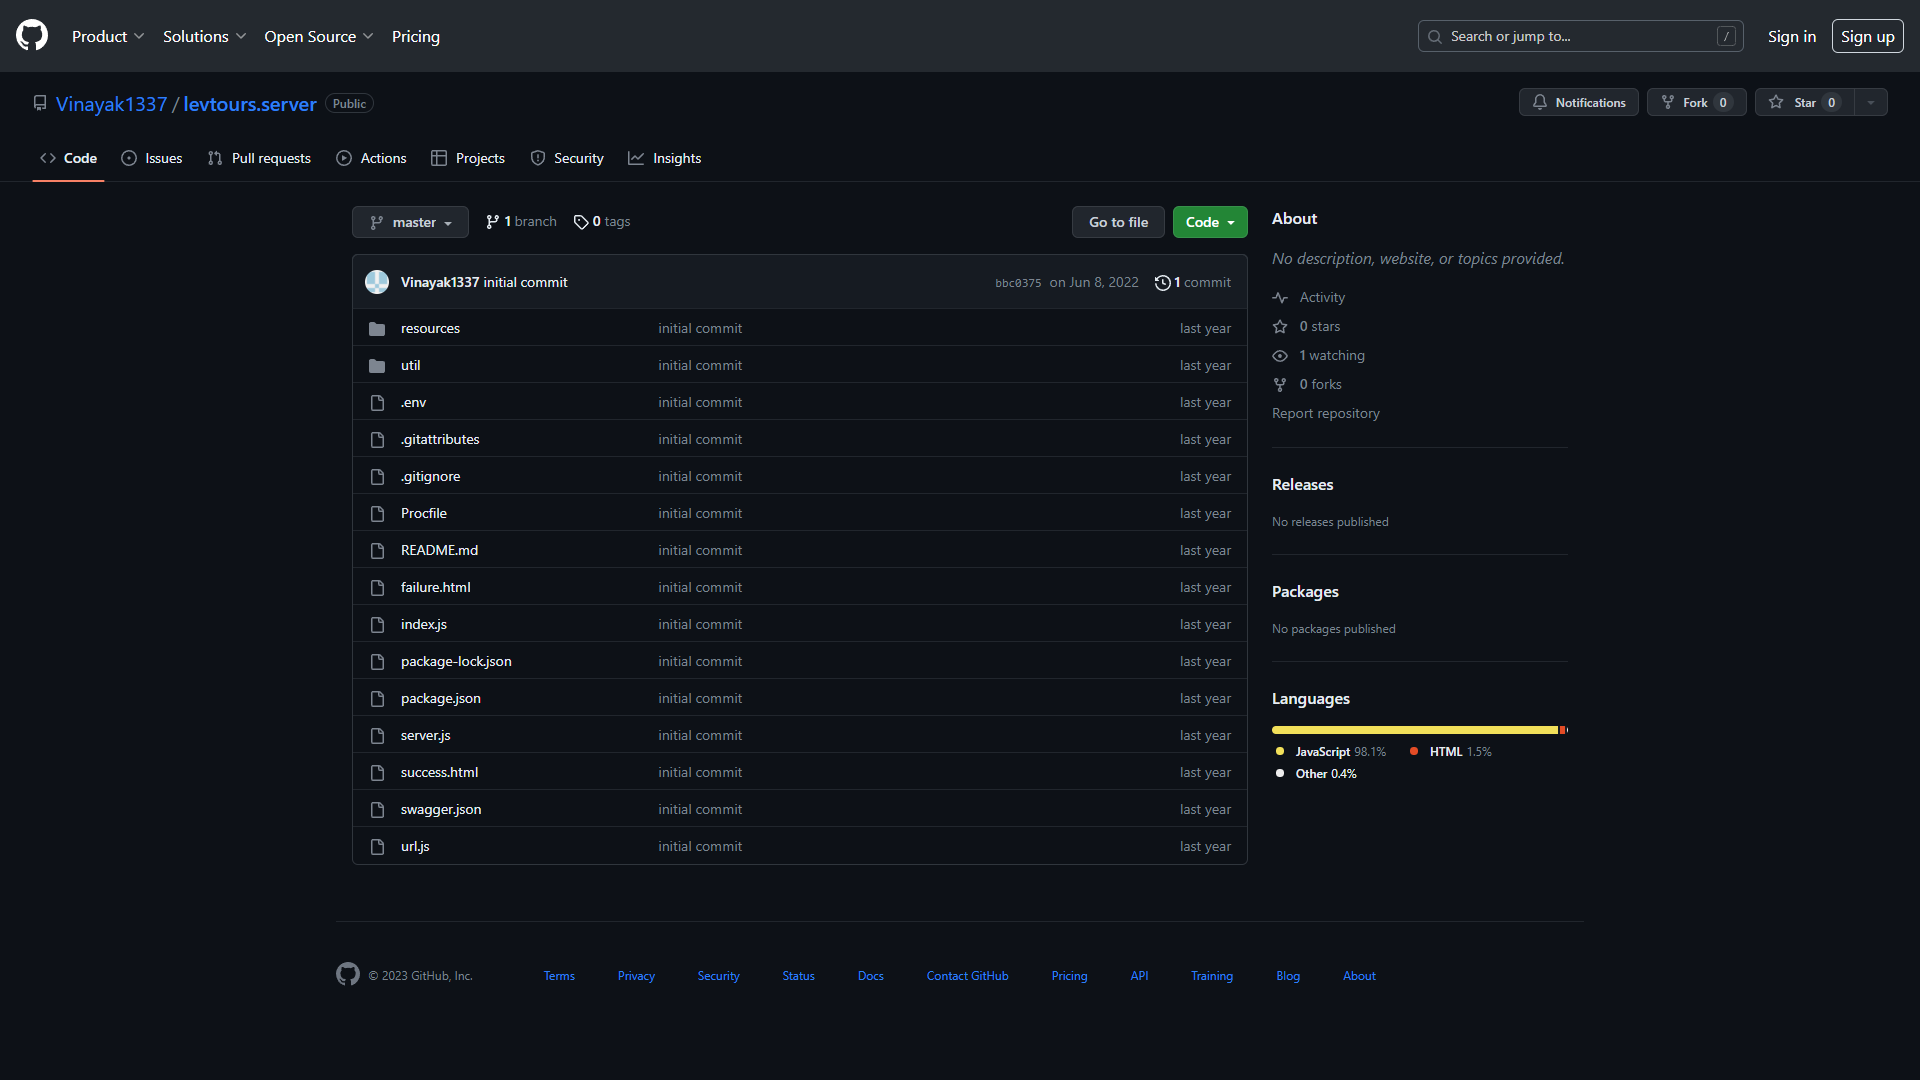 Product Solutions Open Source Pricing Search or jump to... / Sign in Sign up
Vinayak1337 / levtours.server Public Notifications Fork 0 Star 0
Code Issues Pull requests Actions Projects Security Insights
master 1 branch 0 tags Go to file Code
Vinayak1337 initial commit bbc0375 on Jun 8, 2022 1 commit
resources initial commit last year
util initial commit last year
.env initial commit last year
.gitattributes initial commit last year
.gitignore initial commit last year
Procfile initial commit last year
README.md initial commit last year
failure.html initial commit last year
index.js initial commit last year
package-lock.json initial commit last year
package.json initial commit last year
server.js initial commit last year
success.html initial commit last year
swagger.json initial commit last year
url.js initial commit last year
About
No description, website, or topics provided.
Activity
0 stars
1 watching
0 forks
Report repository
Releases
No releases published
Packages
No packages published
Languages
JavaScript 98.1% HTML 1.5%
Other 0.4%
© 2023 GitHub, Inc. Terms Privacy Security Status Docs Contact GitHub Pricing API Training Blog About